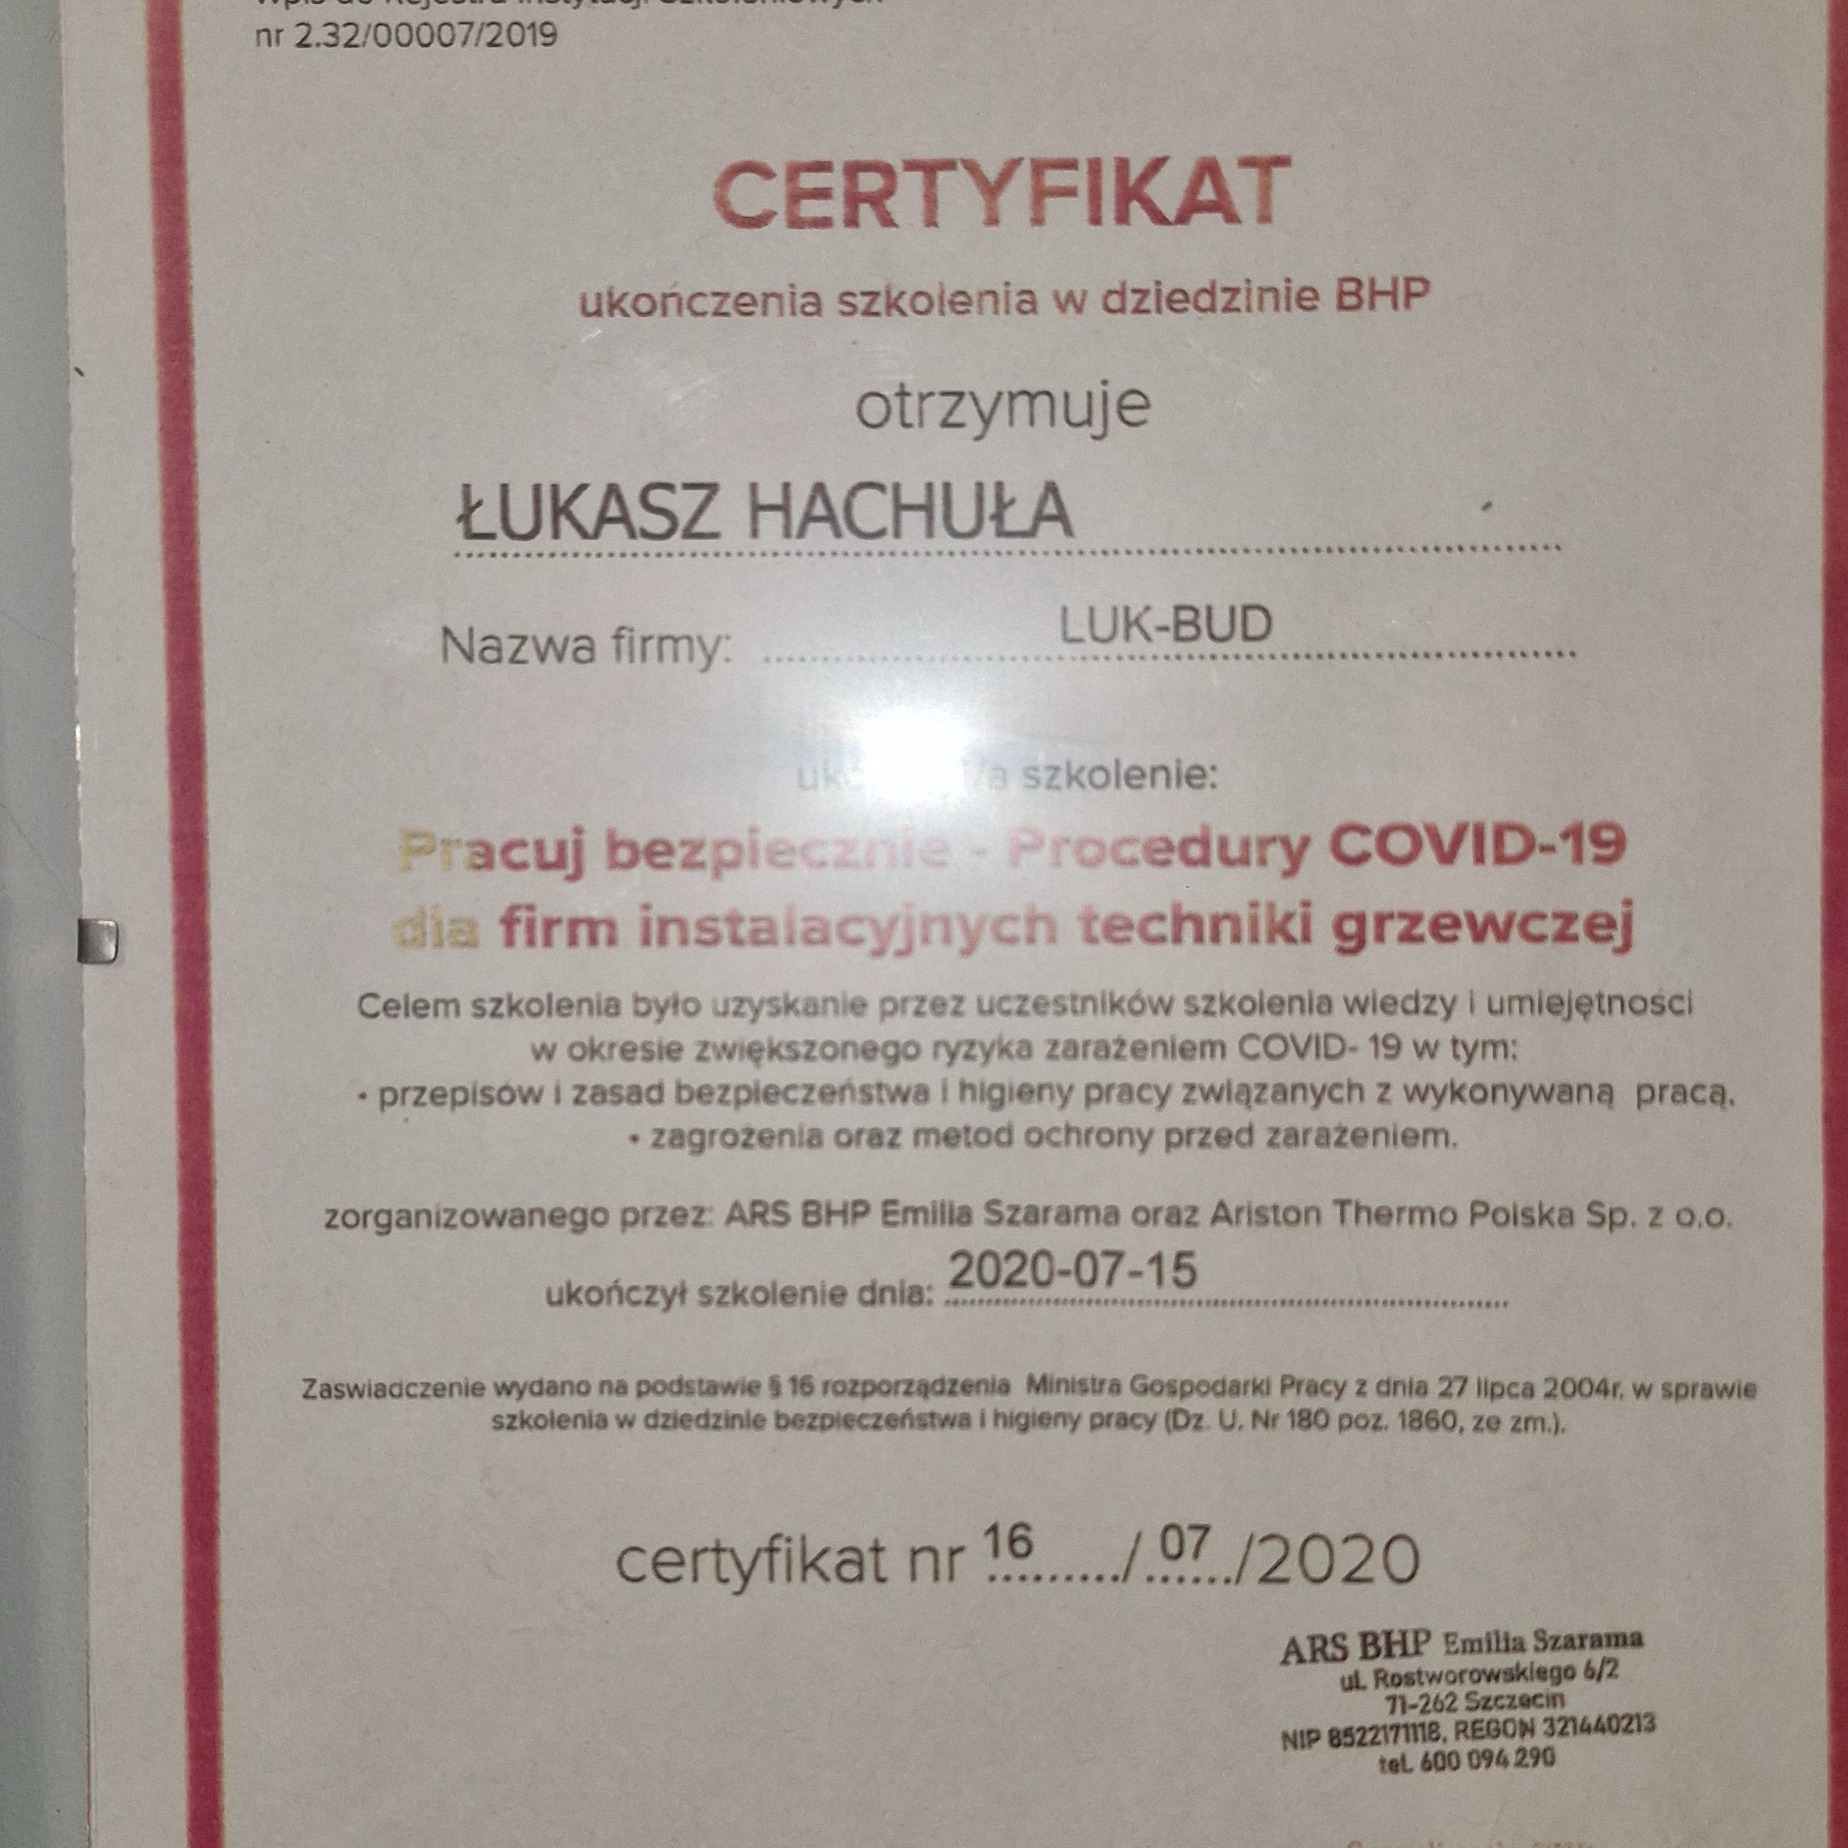 nr 2.32/00007/2019
CERTYFIKAT
ukończenia szkolenia w dziedzinie BHP
otrzymuje
ŁUKASZ HACHUŁA
Nazwa firmy: LUK-BUD
szkolenie:
Pracuj bezpiecznie - Procedury COVID-19
dla firm instalacyjnych techniki grzewczej
Celem szkolenia było uzyskanie przez uczestników szkolenia wiedzy i umiejętności
w okresie zwiększonego ryzyka zarażeniem COVID- 19 w tym:
• przepisów i zasad bezpieczeństwa i higieny pracy związanych z wykonywaną pracą,
• zagrożenia oraz metod ochrony przed zarażeniem.
zorganizowanego przez: ARS BHP Emilia Szarama oraz Ariston Thermo Polska Sp. z o.o.
ukończył szkolenie dnia: 2020-07-15
Zaswiadczenie wydano na podstawie § 16 rozporządzenia Ministra Gospodarki Pracy z dnia 27 lipca 2004r. w sprawie
szkolenia w dziedzinie bezpieczeństwa i higieny pracy (Dz. U. Nr 180 poz. 1860, ze zm.).
certyfikat nr 16 / 07 /2020
ARS BHP Emilia Szarama
ul. Rostworowskiego 6/2
71-262 Szczecin
NIP 8522171118, REGON 321440213
tel. 600 094 290